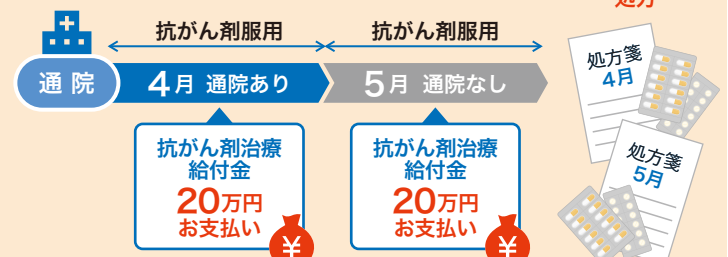 処方
抗がん剤服用
抗がん剤服用
通院
4月 通院あり
5月 通院なし
抗がん剤治療
給付金
20万円
お支払い
¥
抗がん剤治療
給付金
20万円
お支払い
¥
処方箋
4月
処方箋
5月